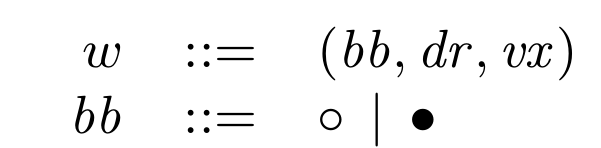 w ::= (bb, dr, vx)
bb ::= ○ | ●